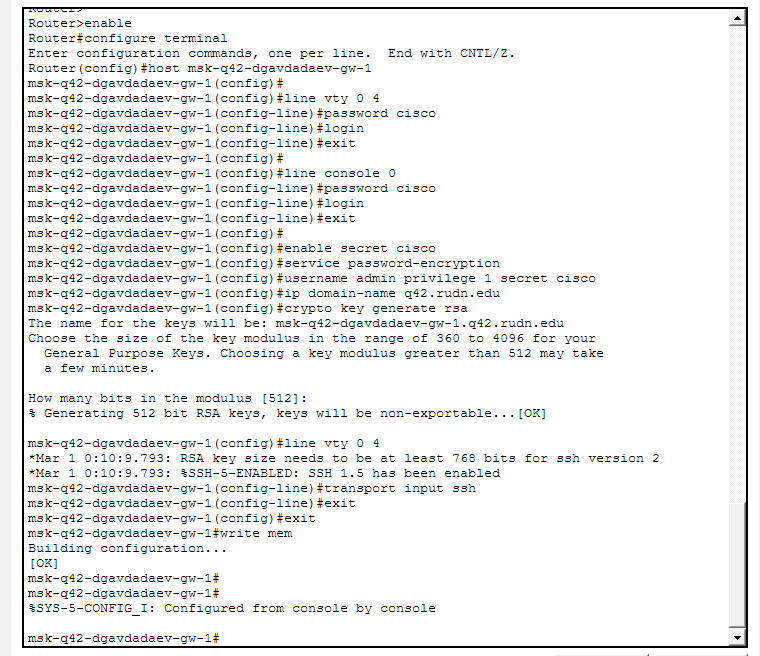 Router>
Router>enable
Router#configure terminal
Enter configuration commands, one per line.  End with CNTL/Z.
Router(config)#host msk-q42-dgavdadaev-gw-1
msk-q42-dgavdadaev-gw-1(config)#
msk-q42-dgavdadaev-gw-1(config)#line vty 0 4
msk-q42-dgavdadaev-gw-1(config-line)#password cisco
msk-q42-dgavdadaev-gw-1(config-line)#login
msk-q42-dgavdadaev-gw-1(config-line)#exit
msk-q42-dgavdadaev-gw-1(config)#
msk-q42-dgavdadaev-gw-1(config)#line console 0
msk-q42-dgavdadaev-gw-1(config-line)#password cisco
msk-q42-dgavdadaev-gw-1(config-line)#login
msk-q42-dgavdadaev-gw-1(config-line)#exit
msk-q42-dgavdadaev-gw-1(config)#
msk-q42-dgavdadaev-gw-1(config)#enable secret cisco
msk-q42-dgavdadaev-gw-1(config)#service password-encryption
msk-q42-dgavdadaev-gw-1(config)#username admin privilege 1 secret cisco
msk-q42-dgavdadaev-gw-1(config)#ip domain-name q42.rudn.edu
msk-q42-dgavdadaev-gw-1(config)#crypto key generate rsa
The name for the keys will be: msk-q42-dgavdadaev-gw-1.q42.rudn.edu
Choose the size of the key modulus in the range of 360 to 4096 for your
  General Purpose Keys. Choosing a key modulus greater than 512 may take
  a few minutes.
How many bits in the modulus [512]:
% Generating 512 bit RSA keys, keys will be non-exportable...[OK]
msk-q42-dgavdadaev-gw-1(config)#line vty 0 4
*Mar 1 0:10:9.793: RSA key size needs to be at least 768 bits for ssh version 2
*Mar 1 0:10:9.793: %SSH-5-ENABLED: SSH 1.5 has been enabled
msk-q42-dgavdadaev-gw-1(config-line)#transport input ssh
msk-q42-dgavdadaev-gw-1(config-line)#exit
msk-q42-dgavdadaev-gw-1(config)#exit
msk-q42-dgavdadaev-gw-1#write mem
Building configuration...
[OK]
msk-q42-dgavdadaev-gw-1#
msk-q42-dgavdadaev-gw-1#
%SYS-5-CONFIG_I: Configured from console by console
msk-q42-dgavdadaev-gw-1#